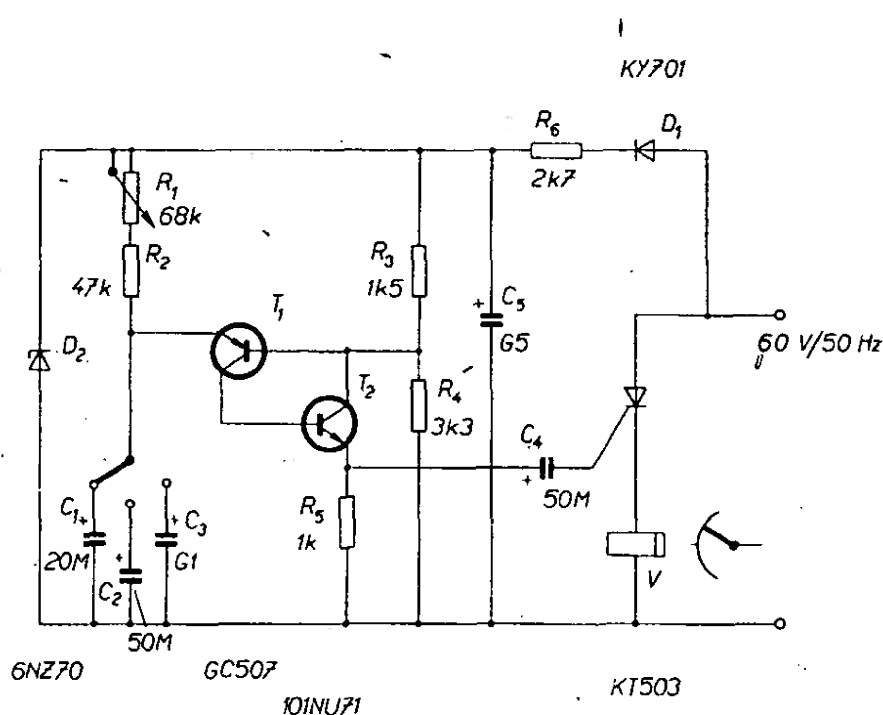 KY701
R6
D1
2k7
R1
68k
R2
47k
R3
1k5
T1
C5
G5
D2
60 V/50 Hz
T2
R4
3k3
C4
50M
C1
20M
C3
G1
R5
1k
C2
V
50M
6NZ70
GC507
KT503
101NU71